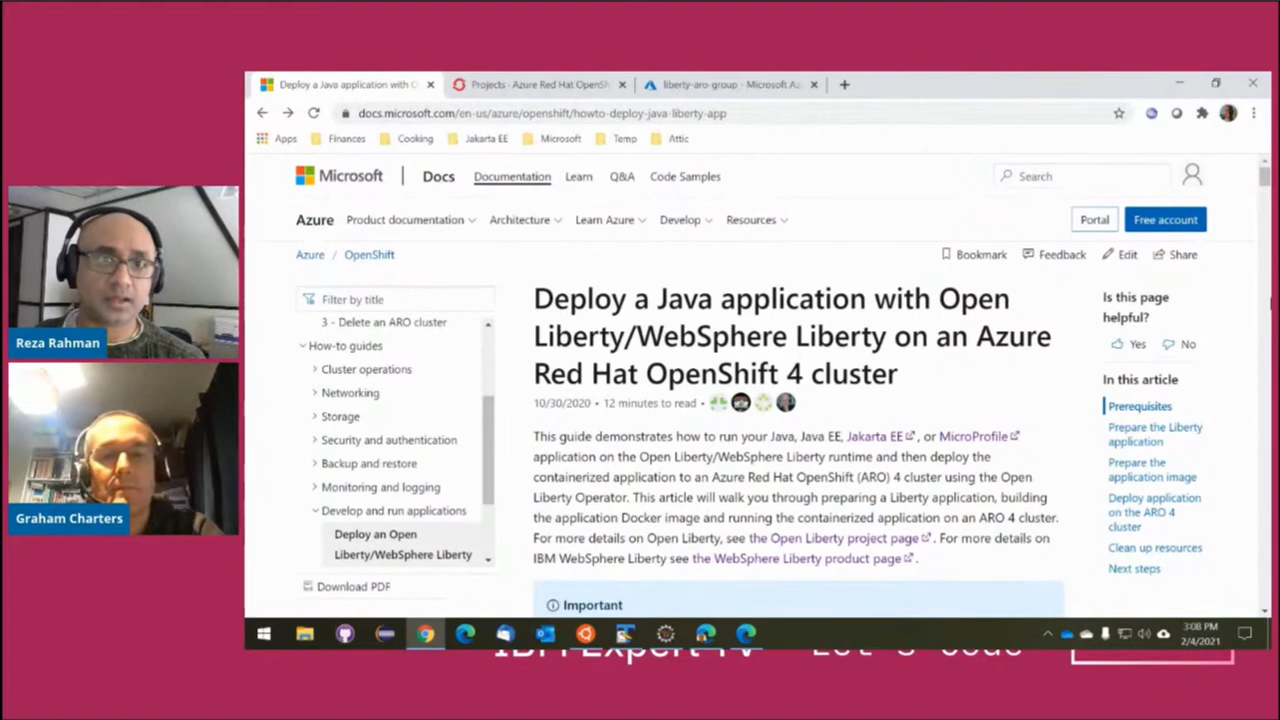 Deploy a Java application with O
Projects - Azure Red Hat OpenSh
liberty-aro-group - Microsoft Az
docs.microsoft.com/en-us/azure/openshift/howto-deploy-java-liberty-app
Apps Finances Cooking Jakarta EE Microsoft Temp Attic
Microsoft Docs Documentation Learn Q&A Code Samples Search
Azure Product documentation Architecture Learn Azure Develop Resources Portal Free account
Azure / OpenShift Bookmark Feedback Edit Share
Filter by title
3 - Delete an ARO cluster
How-to guides
Cluster operations
Networking
Storage
Security and authentication
Backup and restore
Monitoring and logging
Develop and run applications
Deploy an Open
Liberty/WebSphere Liberty
Download PDF
Deploy a Java application with Open
Liberty/WebSphere Liberty on an Azure
Red Hat OpenShift 4 cluster
10/30/2020 • 12 minutes to read •
This guide demonstrates how to run your Java, Java EE, Jakarta EE, or MicroProfile
application on the Open Liberty/WebSphere Liberty runtime and then deploy the
containerized application to an Azure Red Hat OpenShift (ARO) 4 cluster using the Open
Liberty Operator. This article will walk you through preparing a Liberty application, building
the application Docker image and running the containerized application on an ARO 4 cluster.
For more details on Open Liberty, see the Open Liberty project page. For more details on
IBM WebSphere Liberty see the WebSphere Liberty product page.
Important
Is this page
helpful?
Yes No
In this article
Prerequisites
Prepare the Liberty
application
Prepare the
application image
Deploy application
on the ARO 4
cluster
Clean up resources
Next steps
Reza Rahman
Graham Charters
3:08 PM
2/4/2021
IBM Expert TV Let's Code